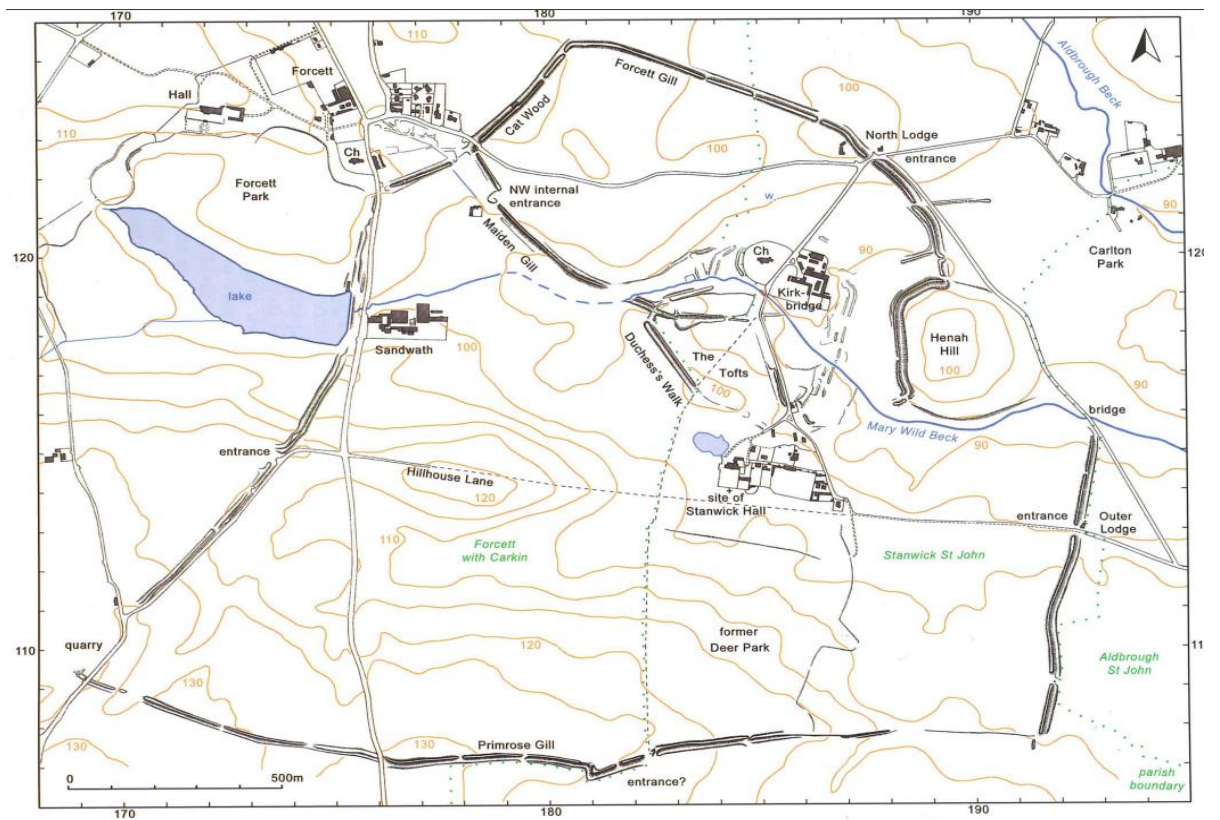 170
180
190
110
Aldbrough Beck
Forcett
Forcett Gill
Hall
100
Cat Wood
110
100
North Lodge
entrance
Ch
Forcett
Park
NW internal
entrance
w
90
90
Maiden Gill
120
120
Ch
Carlton
Park
lake
Kirk-
bridge
Sandwath
100
Henah
Hill
100
Duchess's Walk
The
Tofts
100
90
bridge
Mary Wild Beck
90
entrance
Hillhouse Lane
120
site of
Stanwick Hall
entrance
Outer
Lodge
110
Forcett
with Carkin
Stanwick St John
quarry
110
120
former
Deer Park
Aldbrough
St John
11
130
130
130
Primrose Gill
entrance?
parish
boundary
0
500m
170
180
190